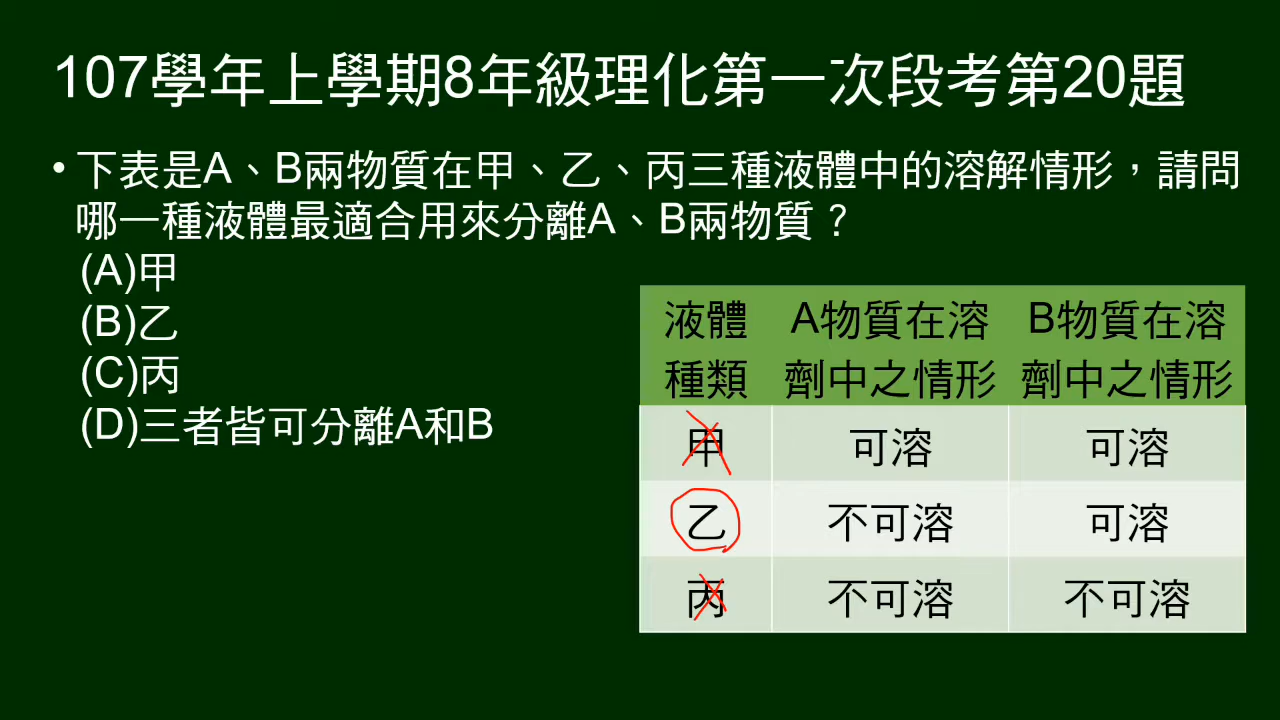 107學年上學期8年級理化第一次段考第20題
•下表是A、B兩物質在甲、乙、丙三種液體中的溶解情形，請問
哪一種液體最適合用來分離A、B兩物質？
(A)甲
(B)乙
(C)丙
(D)三者皆可分離A和B
液體種類 A物質在溶劑中之情形 B物質在溶劑中之情形
甲 可溶 可溶
乙 不可溶 可溶
丙 不可溶 不可溶